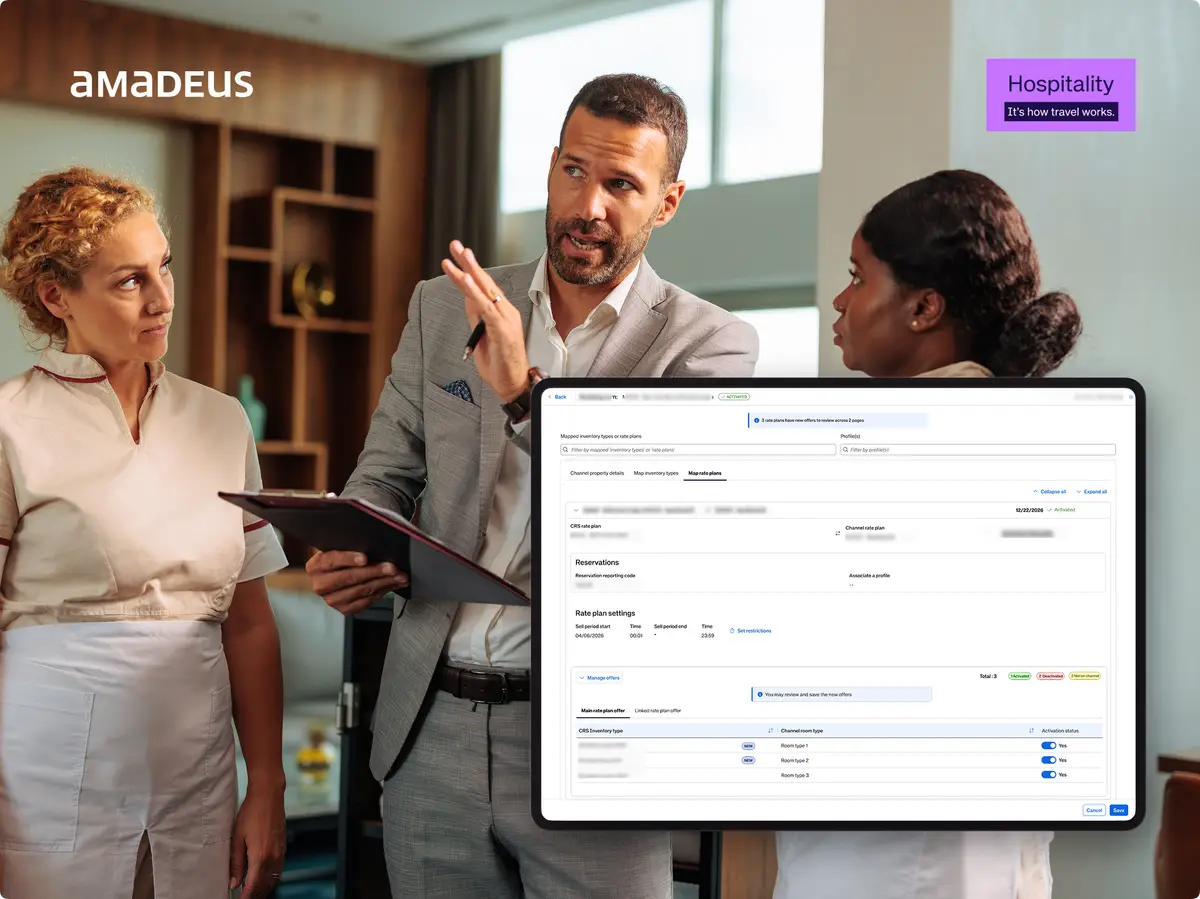 aMaDEUS
Hospitality
It's how travel works.
Back
ACTIVATED
3 rate plans have new offers to review across 2 pages
Mapped inventory types or rate plans
Profile(s)
Filter by mapped 'inventory types' or 'rate plans'
Filter by profile(s)
Channel property details Map inventory types Map rate plans
Collapse all Expand all
12/22/2026 Activated
CRS rate plan
Channel rate plan
Reservations
Reservation reporting code
Associate a profile
--
Rate plan settings
Sell period start Time Sell period end Time
04/06/2026 00:01 - 23:59
Set restrictions
Manage offers
Total : 3 1 Activated 2 Deactivated 2 Not on channel
You may review and save the new offers
Main rate plan offer Linked rate plan offer
CRS Inventory type Channel room type Activation status
NEW Room type 1 Yes
NEW Room type 2 Yes
Room type 3 Yes
Cancel Save